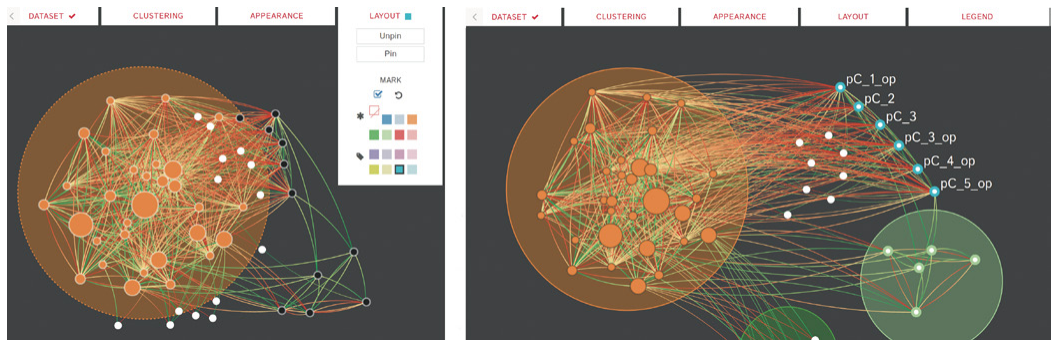 DATASET
CLUSTERING
APPEARANCE
LAYOUT
Unpin
Pin
MARK
DATASET
CLUSTERING
APPEARANCE
LAYOUT
LEGEND
pC_1_op
pC_2
pC_3
pC_3_op
pC_4_op
pC_5_op